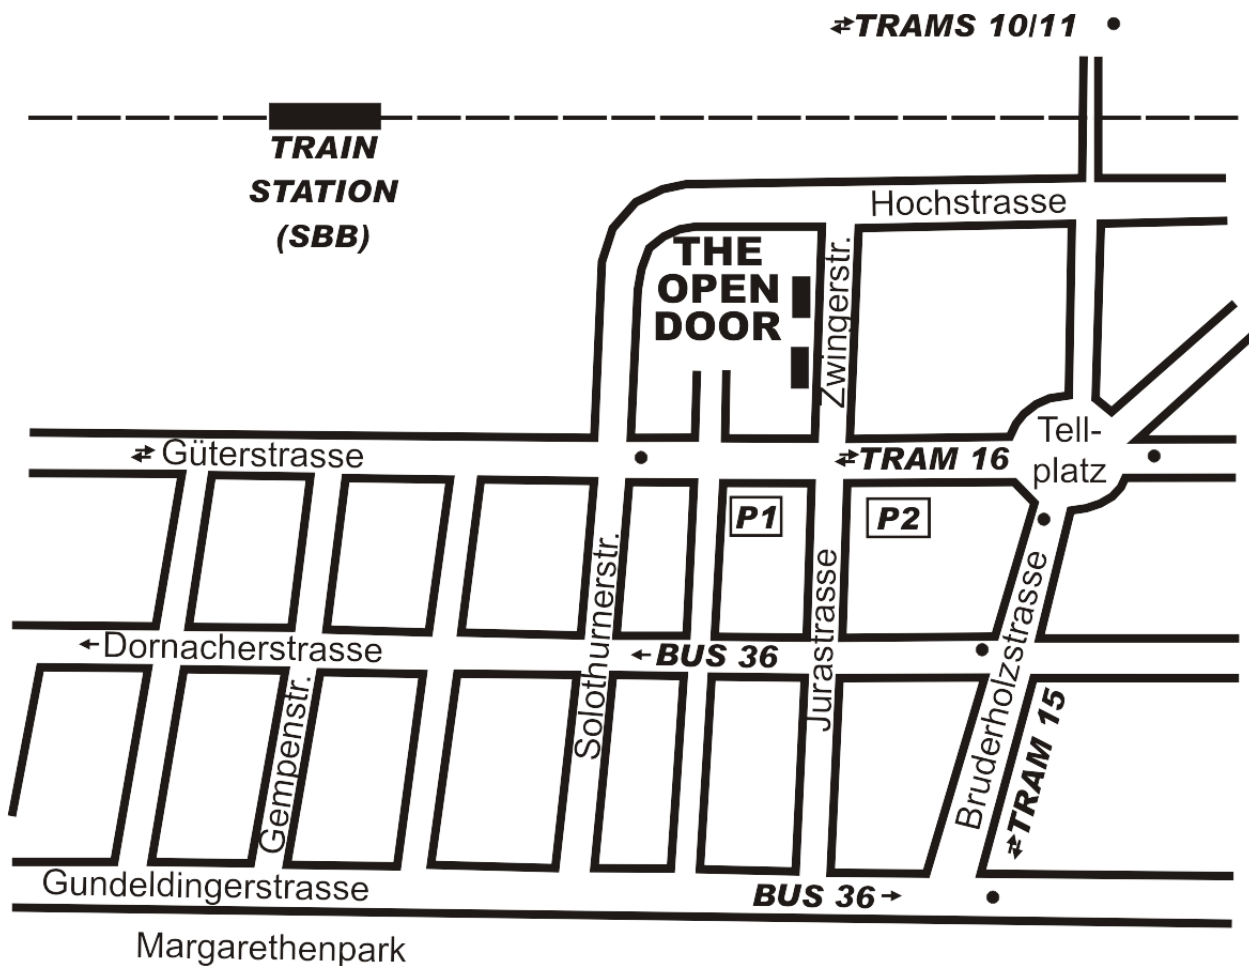 ⇄TRAMS 10/11
TRAIN
STATION
(SBB)
Hochstrasse
THE
OPEN
DOOR
Zwingerstr.
Tell-
platz
⇄ Güterstrasse
⇄TRAM 16
P1
P2
Solothurnerstr.
Jurastrasse
Bruderholzstrasse
←Dornacherstrasse
←BUS 36
Gempenstr.
⇄TRAM 15
Gundeldingerstrasse
BUS 36→
Margarethenpark